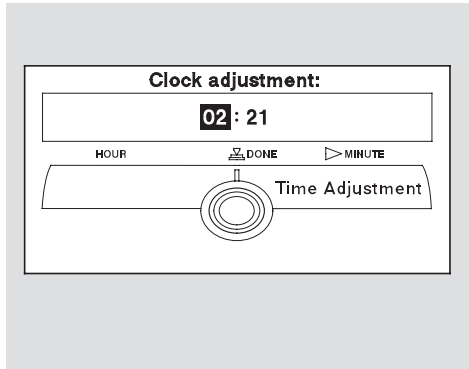 Clock adjustment:
02 : 21
HOUR DONE MINUTE
Time Adjustment